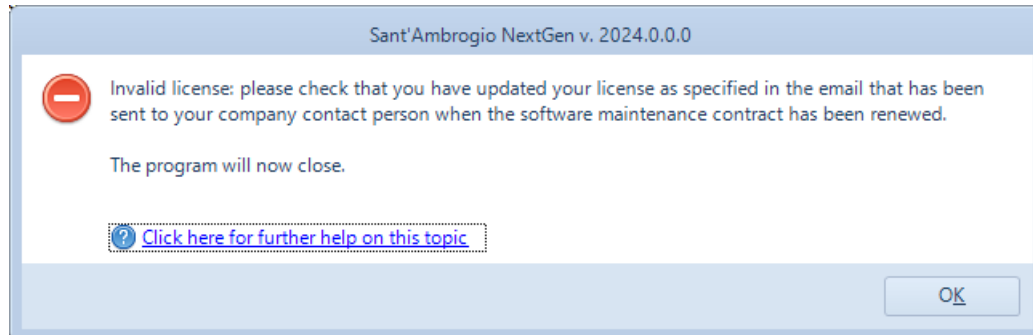 Sant'Ambrogio NextGen v. 2024.0.0.0
Invalid license: please check that you have updated your license as specified in the email that has been
sent to your company contact person when the software maintenance contract has been renewed.
The program will now close.
Click here for further help on this topic
OK